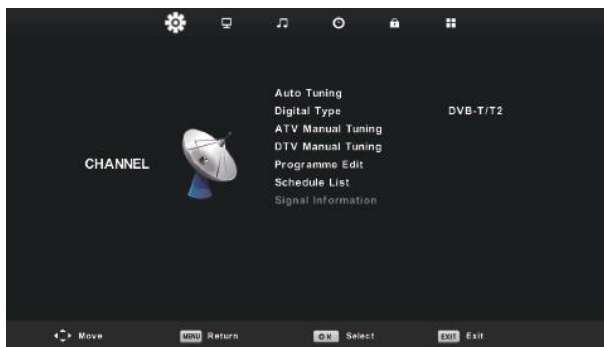 Auto Tuning
Digital Type DVB-T/T2
ATV Manual Tuning
DTV Manual Tuning
CHANNEL
Programme Edit
Schedule List
Signal Information
Move MENU Return OK Select EXIT Exit